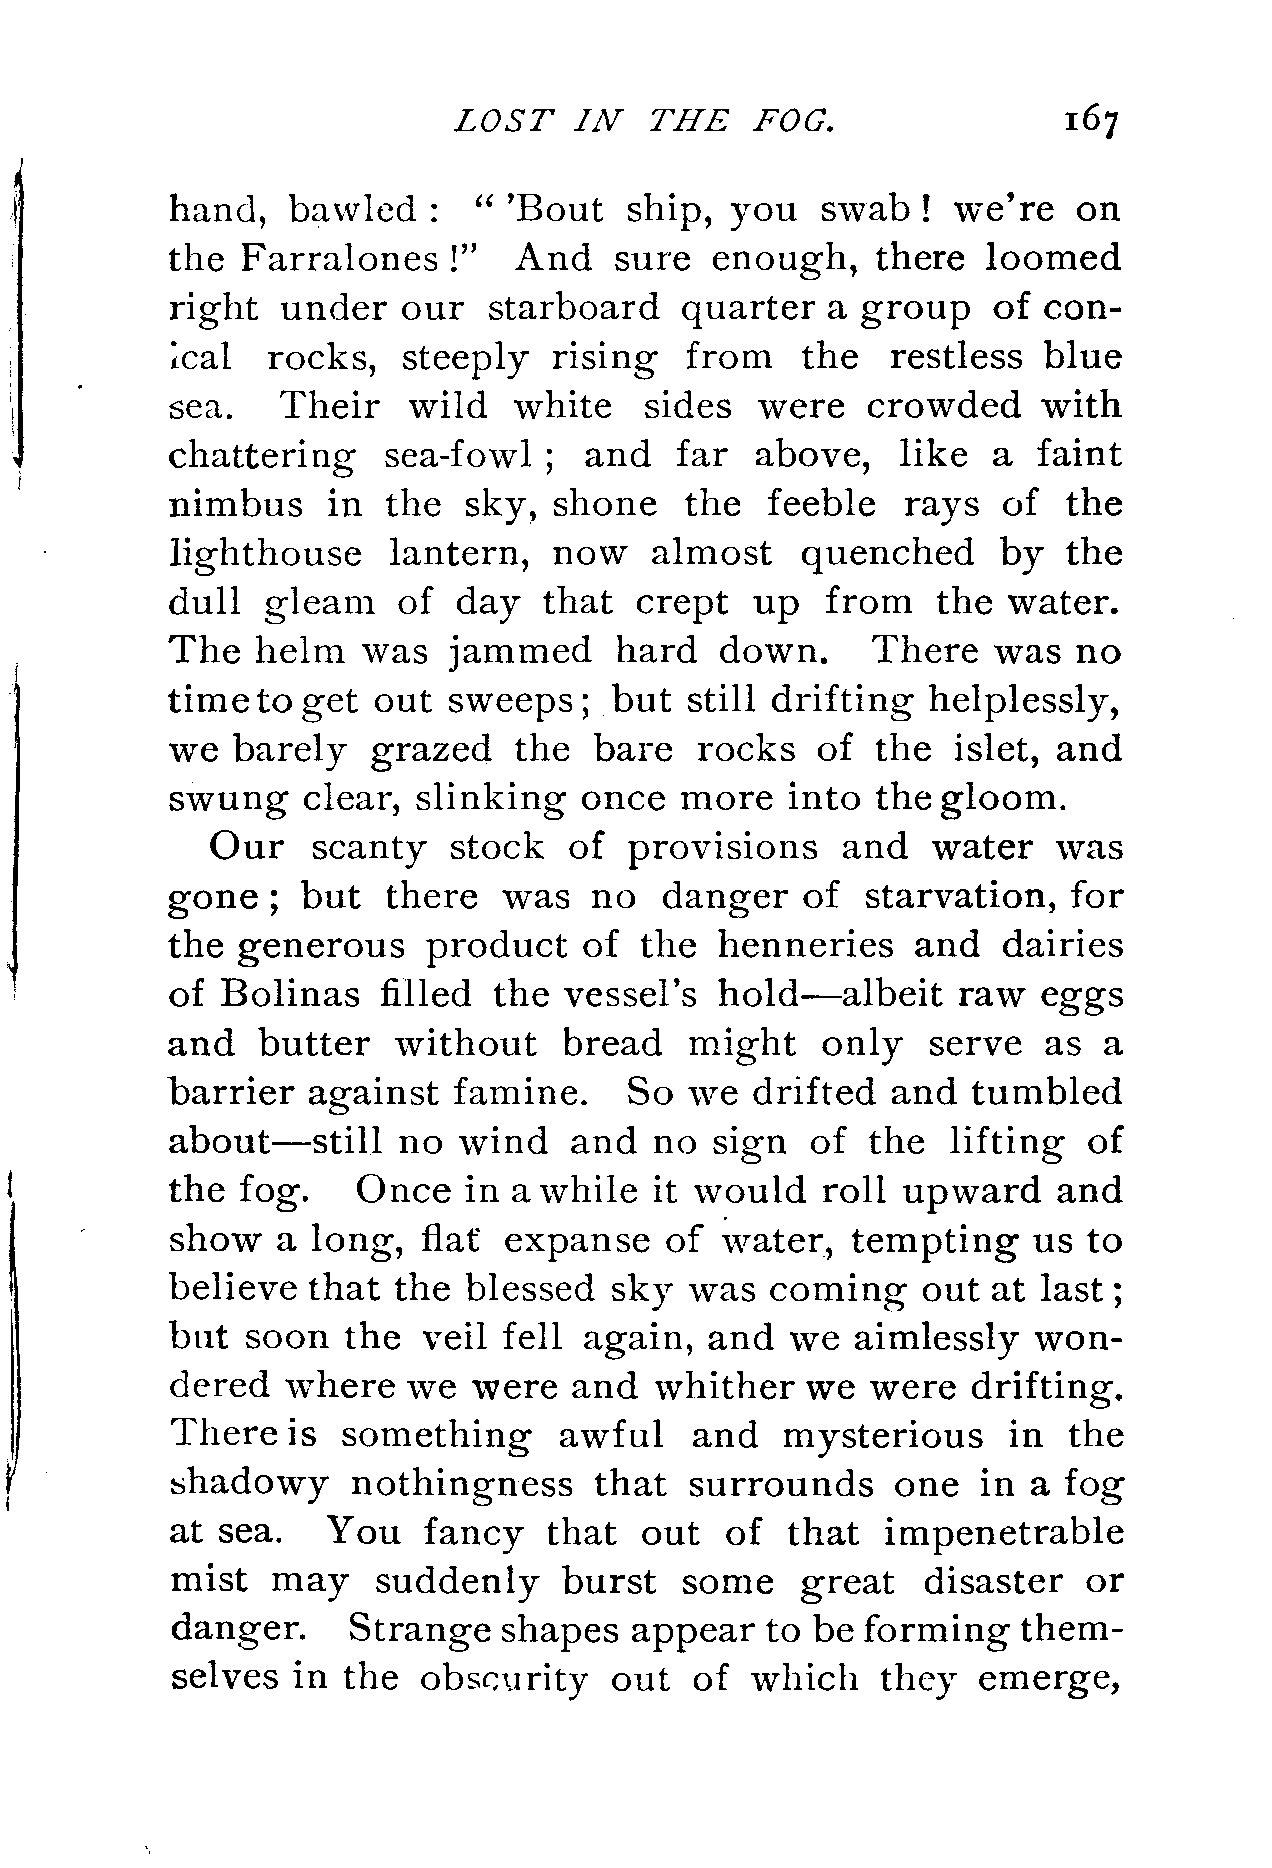 LOST IN THE FOG. 167
hand, bawled : " 'Bout ship, you swab ! we're on
the Farralones !" And sure enough, there loomed
right under our starboard quarter a group of con-
ical rocks, steeply rising from the restless blue
sea. Their wild white sides were crowded with
chattering sea-fowl ; and far above, like a faint
nimbus in the sky, shone the feeble rays of the
lighthouse lantern, now almost quenched by the
dull gleam of day that crept up from the water.
The helm was jammed hard down. There was no
time to get out sweeps ; but still drifting helplessly,
we barely grazed the bare rocks of the islet, and
swung clear, slinking once more into the gloom.
Our scanty stock of provisions and water was
gone ; but there was no danger of starvation, for
the generous product of the henneries and dairies
of Bolinas filled the vessel's hold—albeit raw eggs
and butter without bread might only serve as a
barrier against famine. So we drifted and tumbled
about—still no wind and no sign of the lifting of
the fog. Once in a while it would roll upward and
show a long, flat expanse of water, tempting us to
believe that the blessed sky was coming out at last ;
but soon the veil fell again, and we aimlessly won-
dered where we were and whither we were drifting.
There is something awful and mysterious in the
shadowy nothingness that surrounds one in a fog
at sea. You fancy that out of that impenetrable
mist may suddenly burst some great disaster or
danger. Strange shapes appear to be forming them-
selves in the obscurity out of which they emerge,